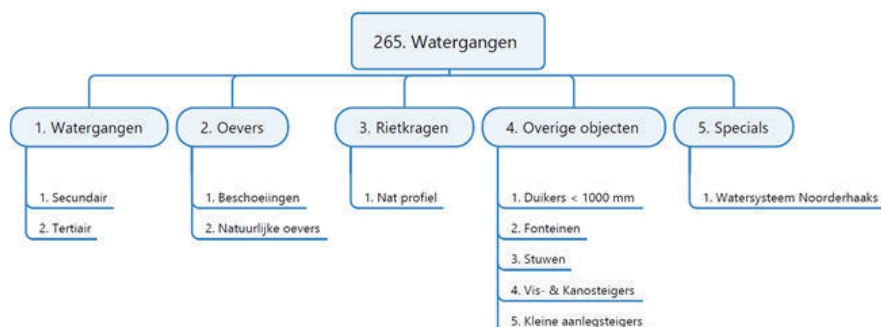 265. Watergangen
1. Watergangen
2. Oevers
3. Rietkragen
4. Overige objecten
5. Specials
1. Secundair
2. Tertiair
1. Beschoeiingen
2. Natuurlijke oevers
1. Nat profiel
1. Duikers < 1000 mm
2. Fonteinen
3. Stuwen
4. Vis- & Kanosteigers
5. Kleine aanlegsteigers
1. Watersysteem Noorderhaaks